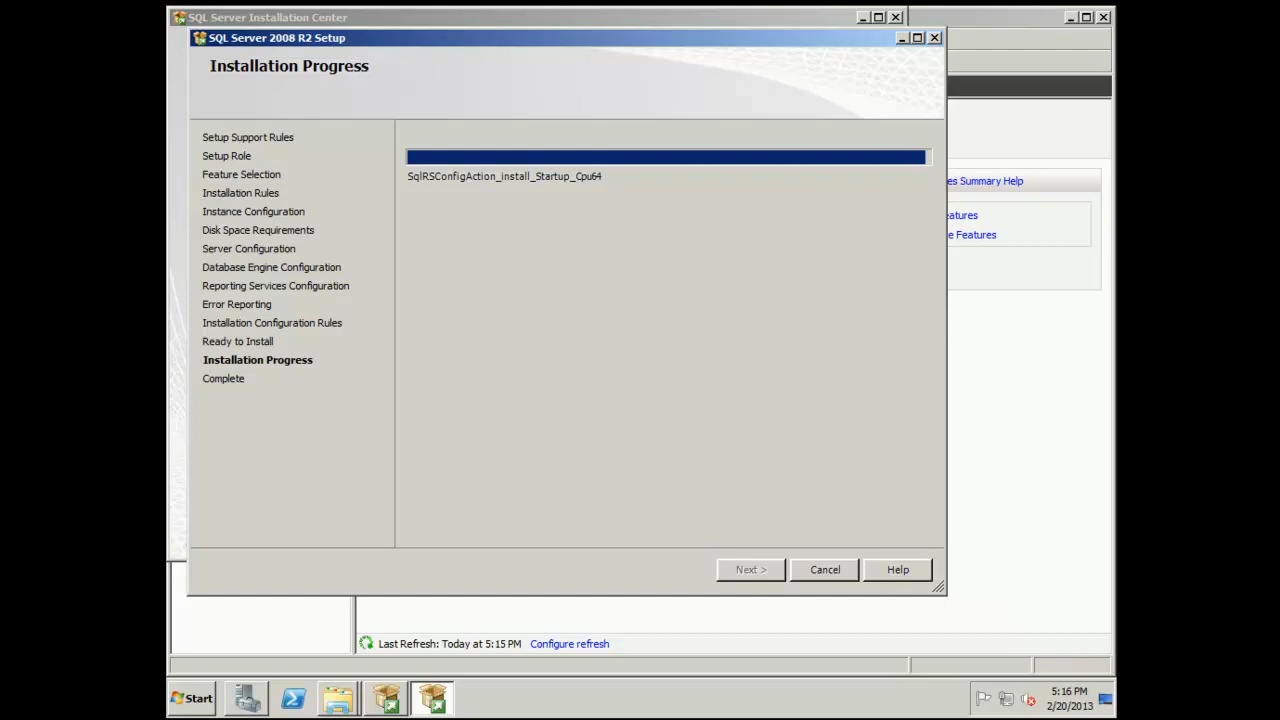 SQL Server Installation Center
SQL Server 2008 R2 Setup
Installation Progress
Setup Support Rules
Setup Role
Feature Selection
Installation Rules
Instance Configuration
Disk Space Requirements
Server Configuration
Database Engine Configuration
Reporting Services Configuration
Error Reporting
Installation Configuration Rules
Ready to Install
Installation Progress
Complete
SqlRSConfigAction_install_Startup_Cpu64
es Summary Help
eatures
e Features
Next >
Cancel
Help
Last Refresh: Today at 5:15 PM
Configure refresh
Start
5:16 PM
2/20/2013